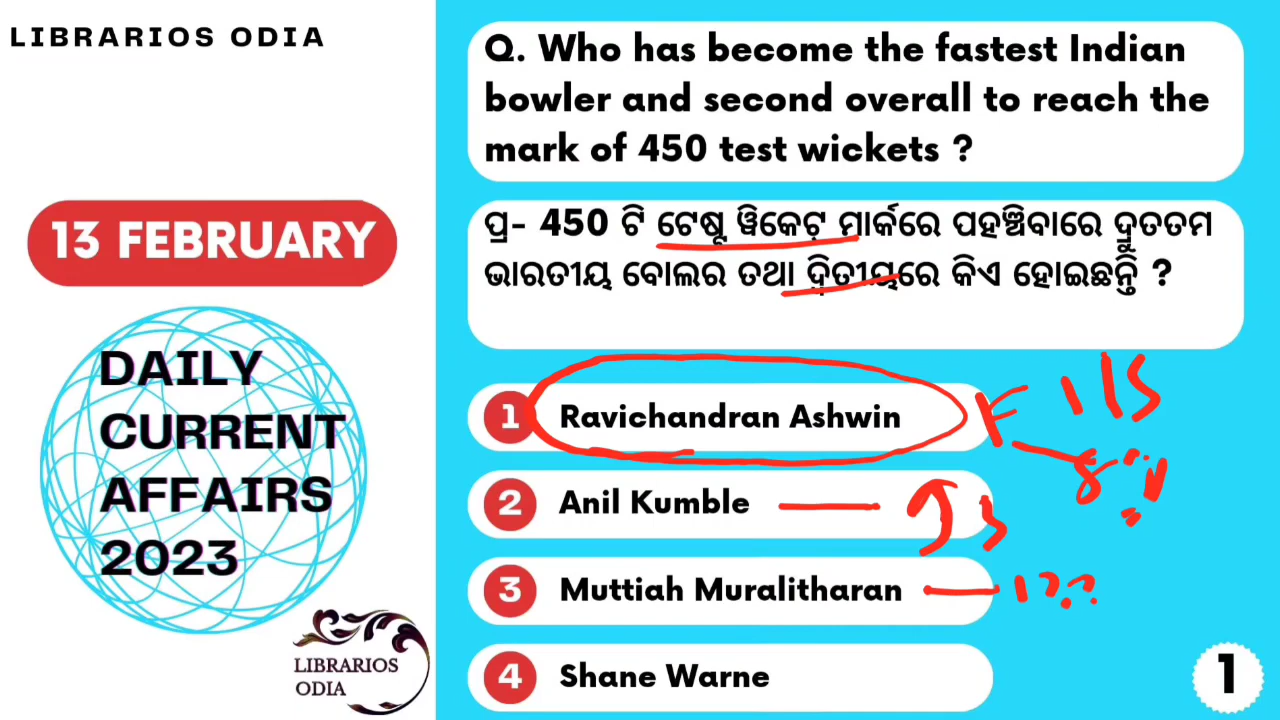 LIBRARIOS ODIA
13 FEBRUARY
DAILY
CURRENT
AFFAIRS
2023
LIBRARIOS
ODIA
Q. Who has become the fastest Indian
bowler and second overall to reach the
mark of 450 test wickets ?
ପ୍ର- 450 ଟି ଟେଷ୍ଟ ୱିକେଟ୍ ମାର୍କରେ ପହଞ୍ଚିବାରେ ଦ୍ରୁତତମ
ଭାରତୀୟ ବୋଲର ତଥା ଦ୍ୱିତୀୟରେ କିଏ ହୋଇଛନ୍ତି ?
1 Ravichandran Ashwin
2 Anil Kumble
3 Muttiah Muralitharan
4 Shane Warne
1